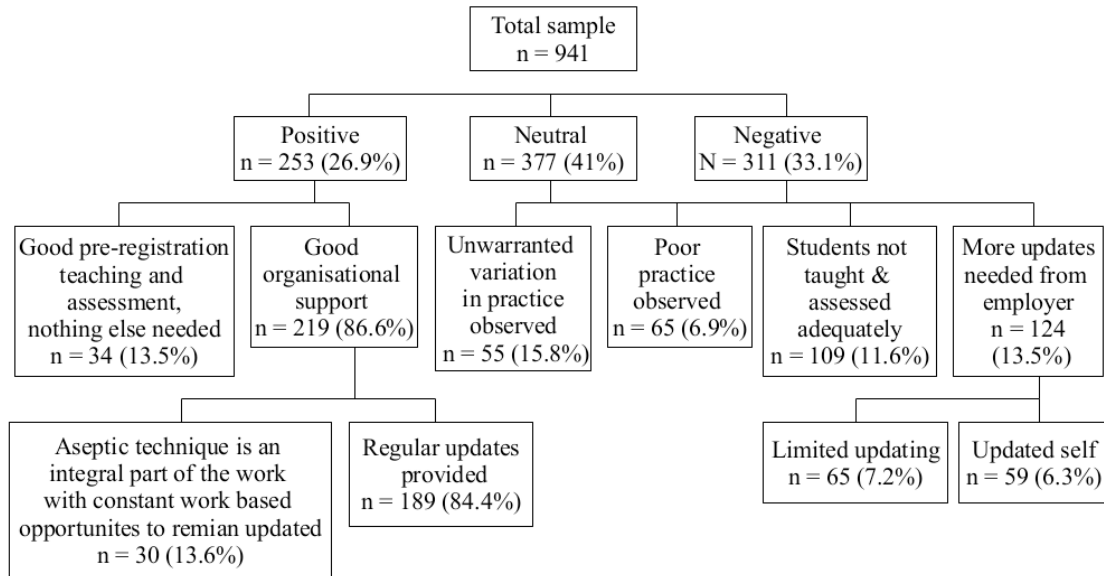 Total sample
n = 941
Positive
n = 253 (26.9%)
Neutral
n = 377 (41%)
Negative
N = 311 (33.1%)
Good pre-registration
teaching and
assessment,
nothing else needed
n = 34 (13.5%)
Good
organisational
support
n = 219 (86.6%)
Unwarranted
variation
in practice
observed
n = 55 (15.8%)
Poor
practice
observed
n = 65 (6.9%)
Students not
taught &
assessed
adequately
n = 109 (11.6%)
More updates
needed from
employer
n = 124
(13.5%)
Aseptic technique is an
integral part of the work
with constant work based
opportunites to remian updated
n = 30 (13.6%)
Regular updates
provided
n = 189 (84.4%)
Limited updating
n = 65 (7.2%)
Updated self
n = 59 (6.3%)